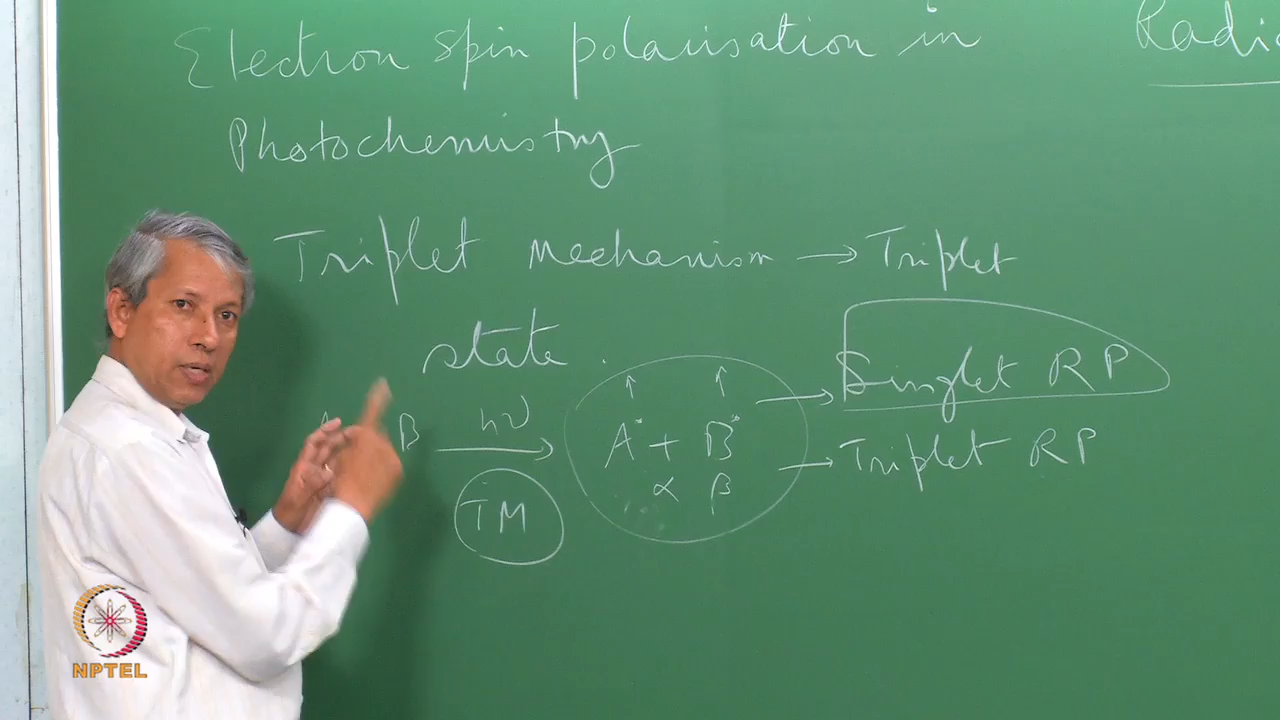 Electron spin polarisation in
Radi
Photochemistry
Triplet mechanism → Triplet
state.
Singlet RP
↑ ↑
B hν → A• + B• → Triplet RP
α β
TM
NPTEL